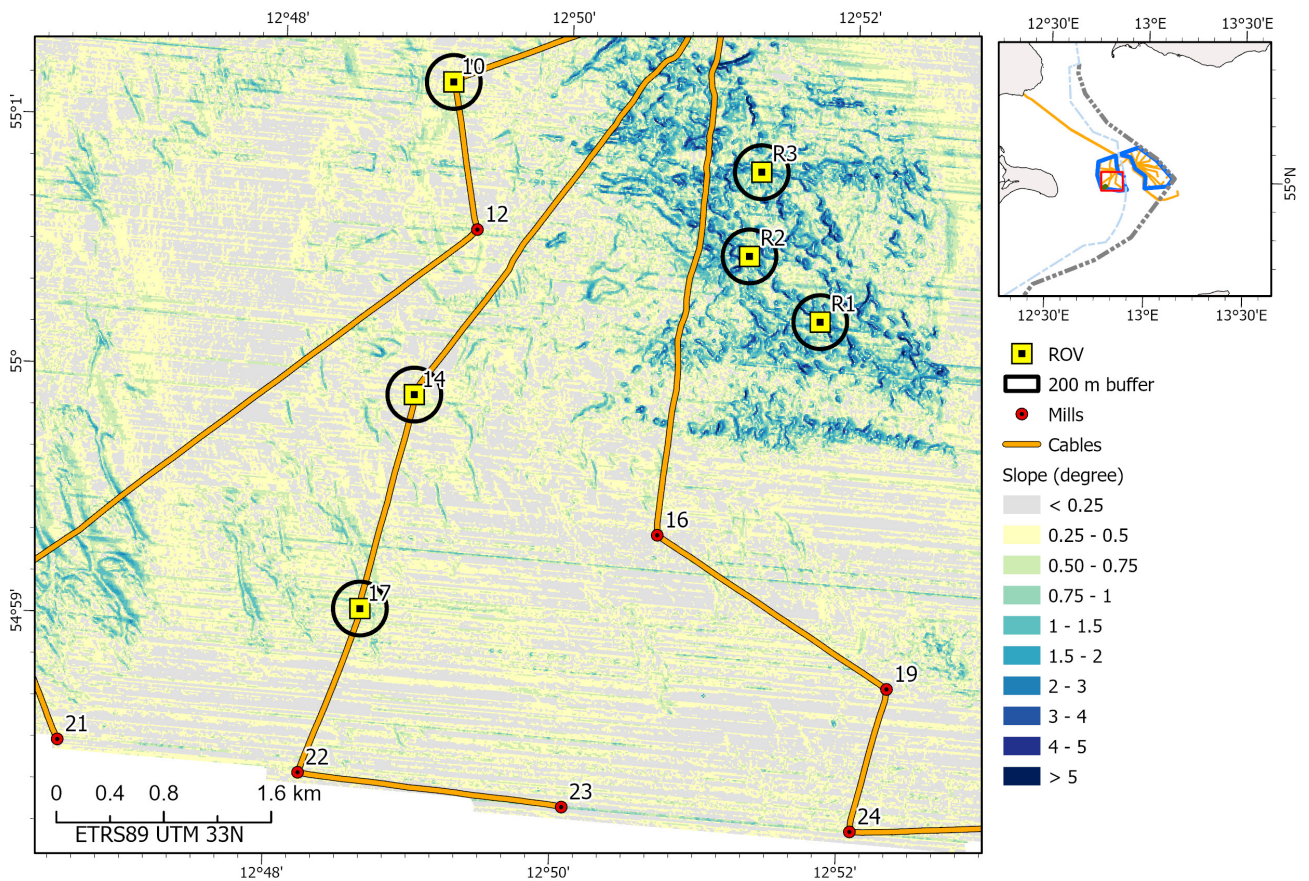 12°48' 12°50' 12°52'
55°1'
55°
54°59'
10
R3
12
R2
R1
14
16
17
19
21
22
23
24
0 0.4 0.8 1.6 km
ETRS89 UTM 33N
12°48' 12°50' 12°52'
12°30'E 13°E 13°30'E
55°N
12°30'E 13°E 13°30'E
ROV
200 m buffer
Mills
Cables
Slope (degree)
< 0.25
0.25 - 0.5
0.50 - 0.75
0.75 - 1
1 - 1.5
1.5 - 2
2 - 3
3 - 4
4 - 5
> 5